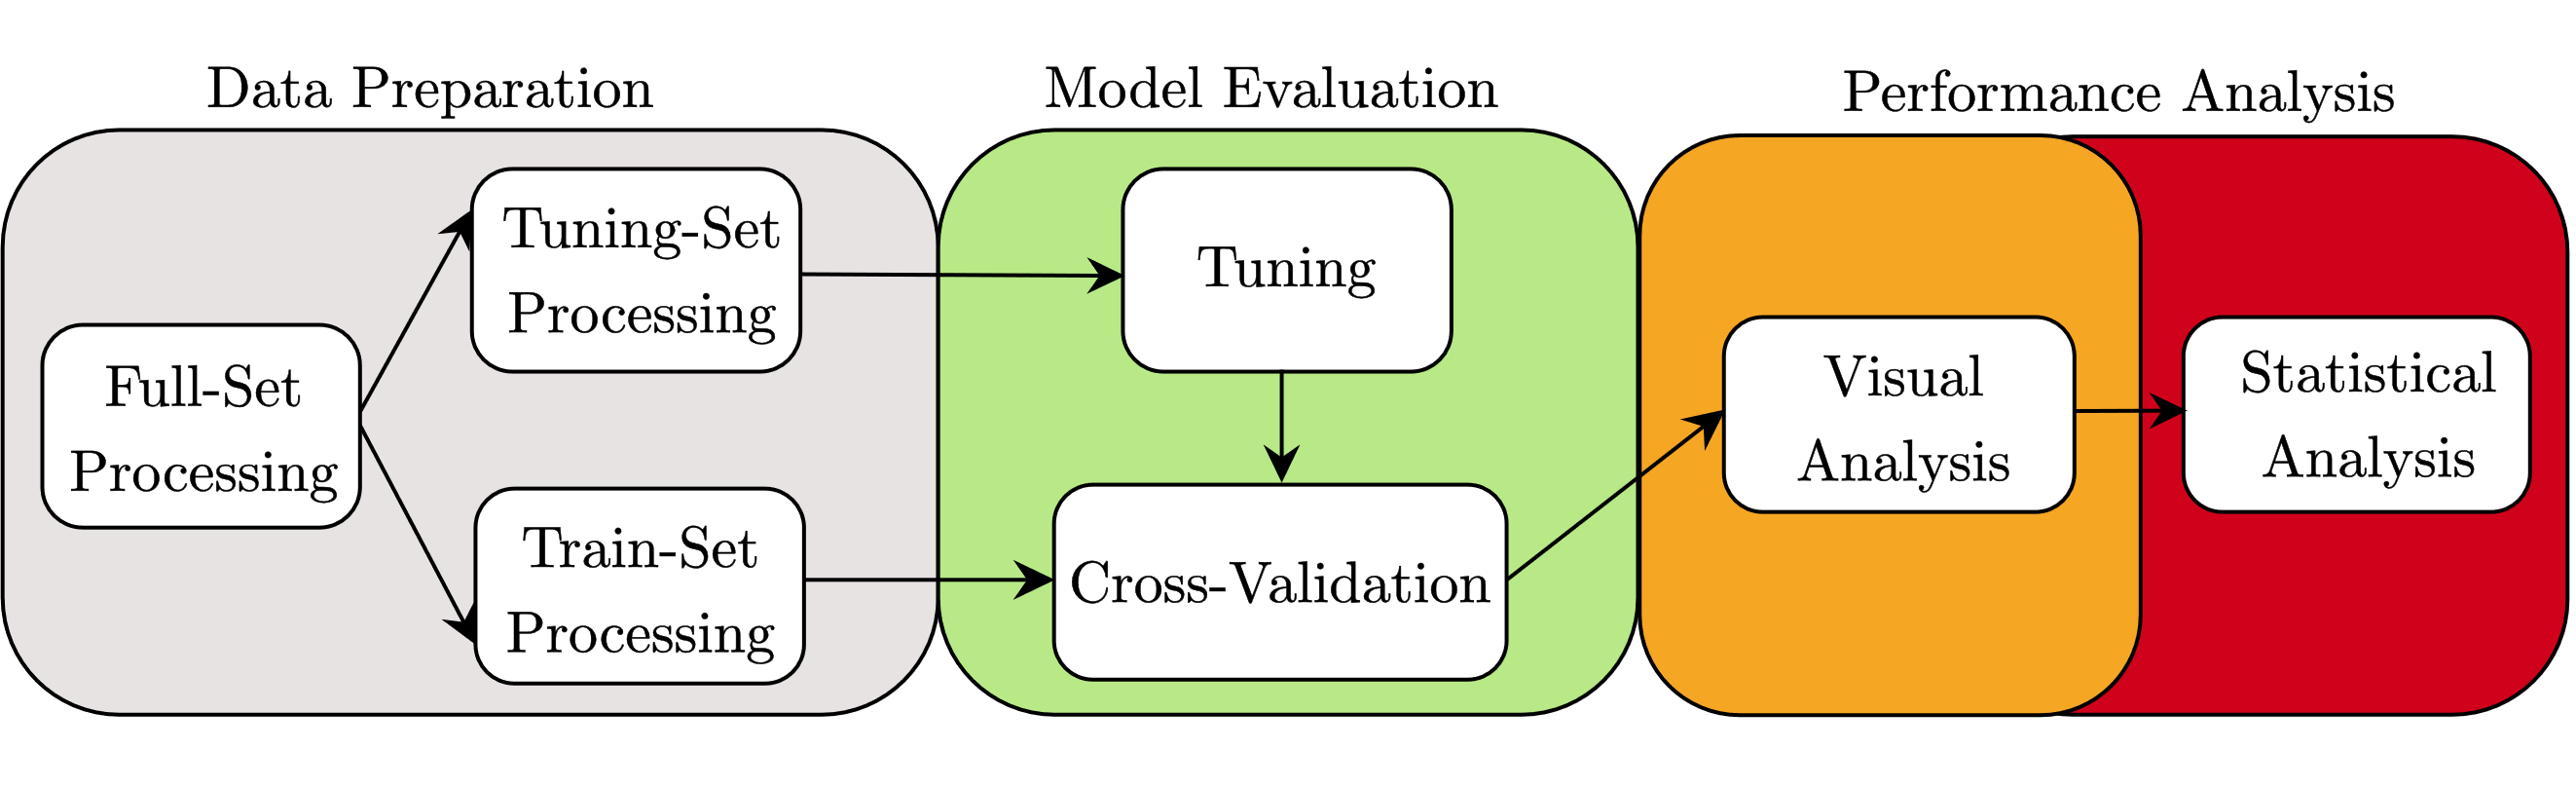 Data Preparation
Model Evaluation
Performance Analysis
Full-Set
Processing
Tuning-Set
Processing
Train-Set
Processing
Tuning
Cross-Validation
Visual
Analysis
Statistical
Analysis